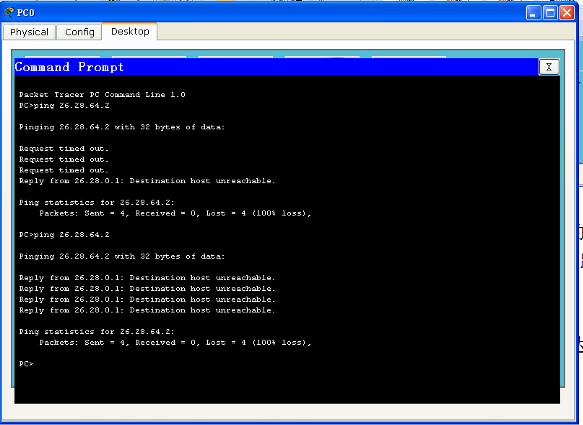 PC0
Physical Config Desktop
Command Prompt
X
Packet Tracer PC Command Line 1.0
PC>ping 26.28.64.2
Pinging 26.28.64.2 with 32 bytes of data:
Request timed out.
Request timed out.
Request timed out.
Reply from 26.28.0.1: Destination host unreachable.
Ping statistics for 26.28.64.2:
Packets: Sent = 4, Received = 0, Lost = 4 (100% loss),
PC>ping 26.28.64.2
Pinging 26.28.64.2 with 32 bytes of data:
Reply from 26.28.0.1: Destination host unreachable.
Reply from 26.28.0.1: Destination host unreachable.
Reply from 26.28.0.1: Destination host unreachable.
Reply from 26.28.0.1: Destination host unreachable.
Ping statistics for 26.28.64.2:
Packets: Sent = 4, Received = 0, Lost = 4 (100% loss),
PC>